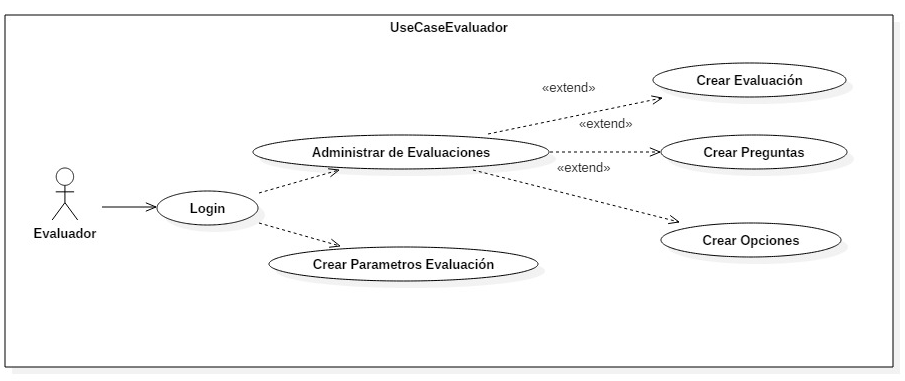 UseCaseEvaluador
Crear Evaluación
«extend»
«extend»
Administrar de Evaluaciones
Crear Preguntas
«extend»
Login
Evaluador
Crear Opciones
Crear Parametros Evaluación